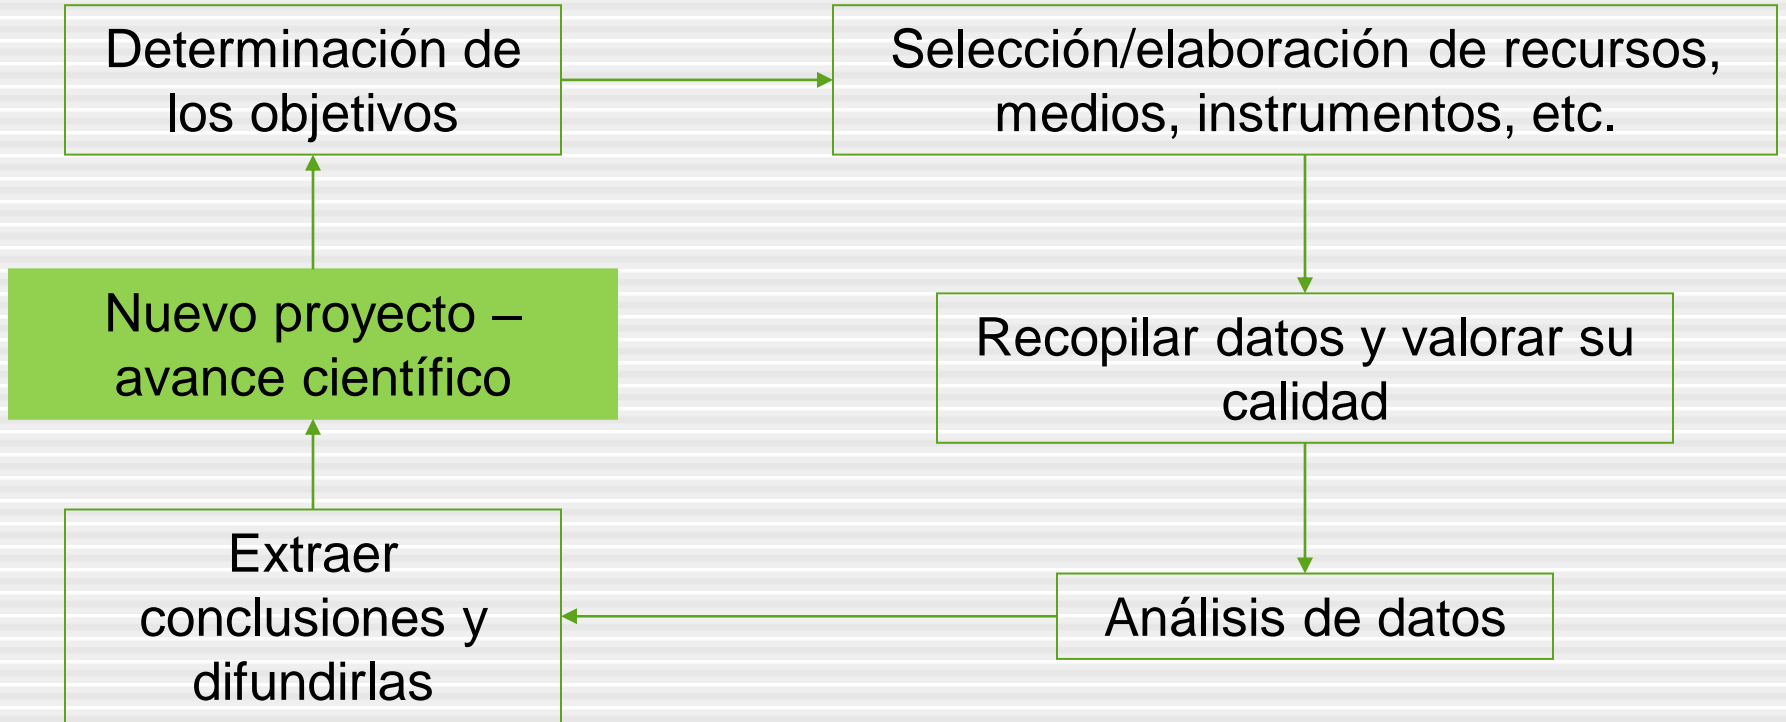 Determinación de
los objetivos
Selección/elaboración de recursos,
medios, instrumentos, etc.
Nuevo proyecto –
avance científico
Recopilar datos y valorar su
calidad
Extraer
conclusiones y
difundirlas
Análisis de datos